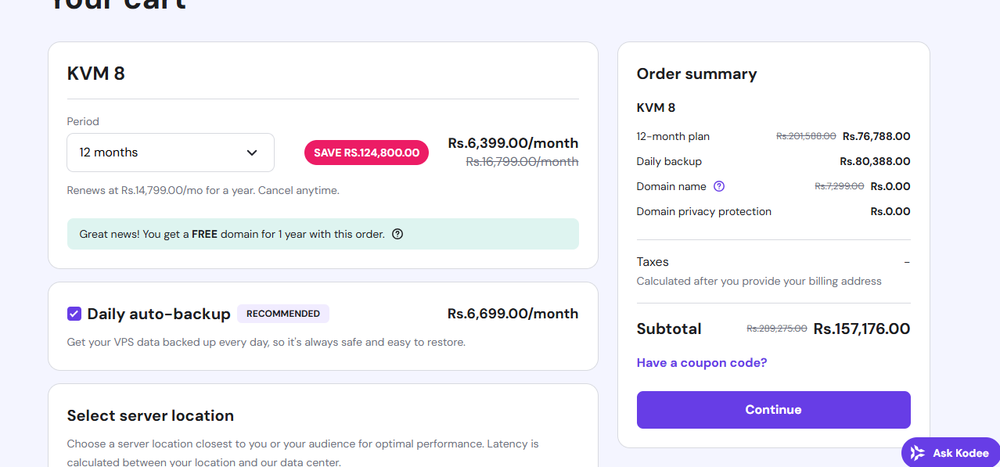 Your cart
KVM 8
Period
12 months
SAVE RS.124,800.00
Rs.6,399.00/month
Rs.16,799.00/month
Renews at Rs.14,799.00/mo for a year. Cancel anytime.
Great news! You get a FREE domain for 1 year with this order.
Daily auto-backup RECOMMENDED Rs.6,699.00/month
Get your VPS data backed up every day, so it's always safe and easy to restore.
Select server location
Choose a server location closest to you or your audience for optimal performance. Latency is
calculated between your location and our data center.
Order summary
KVM 8
12-month plan Rs.201,588.00 Rs.76,788.00
Daily backup Rs.80,388.00
Domain name Rs.7,299.00 Rs.0.00
Domain privacy protection Rs.0.00
Taxes -
Calculated after you provide your billing address
Subtotal Rs.289,275.00 Rs.157,176.00
Have a coupon code?
Continue
Ask Kodee